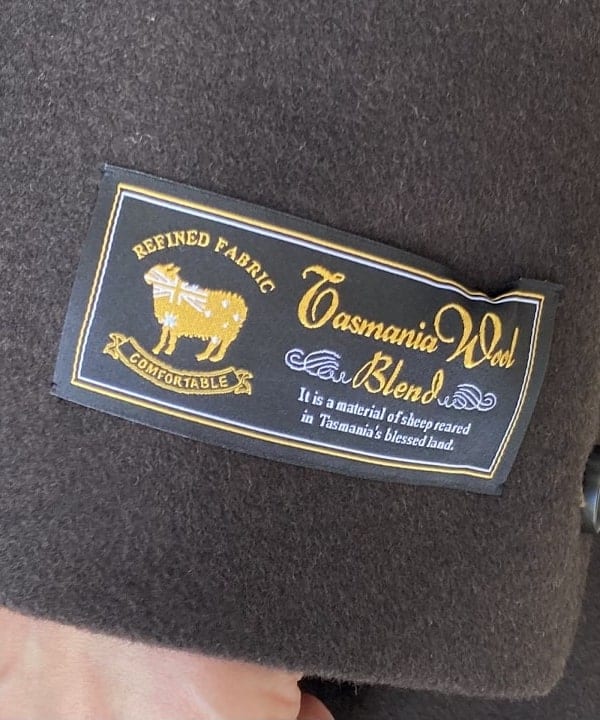 REFINED FABRIC
COMFORTABLE
Tasmania Wool
Blend
It is a material of sheep reared
in Tasmania's blessed land.